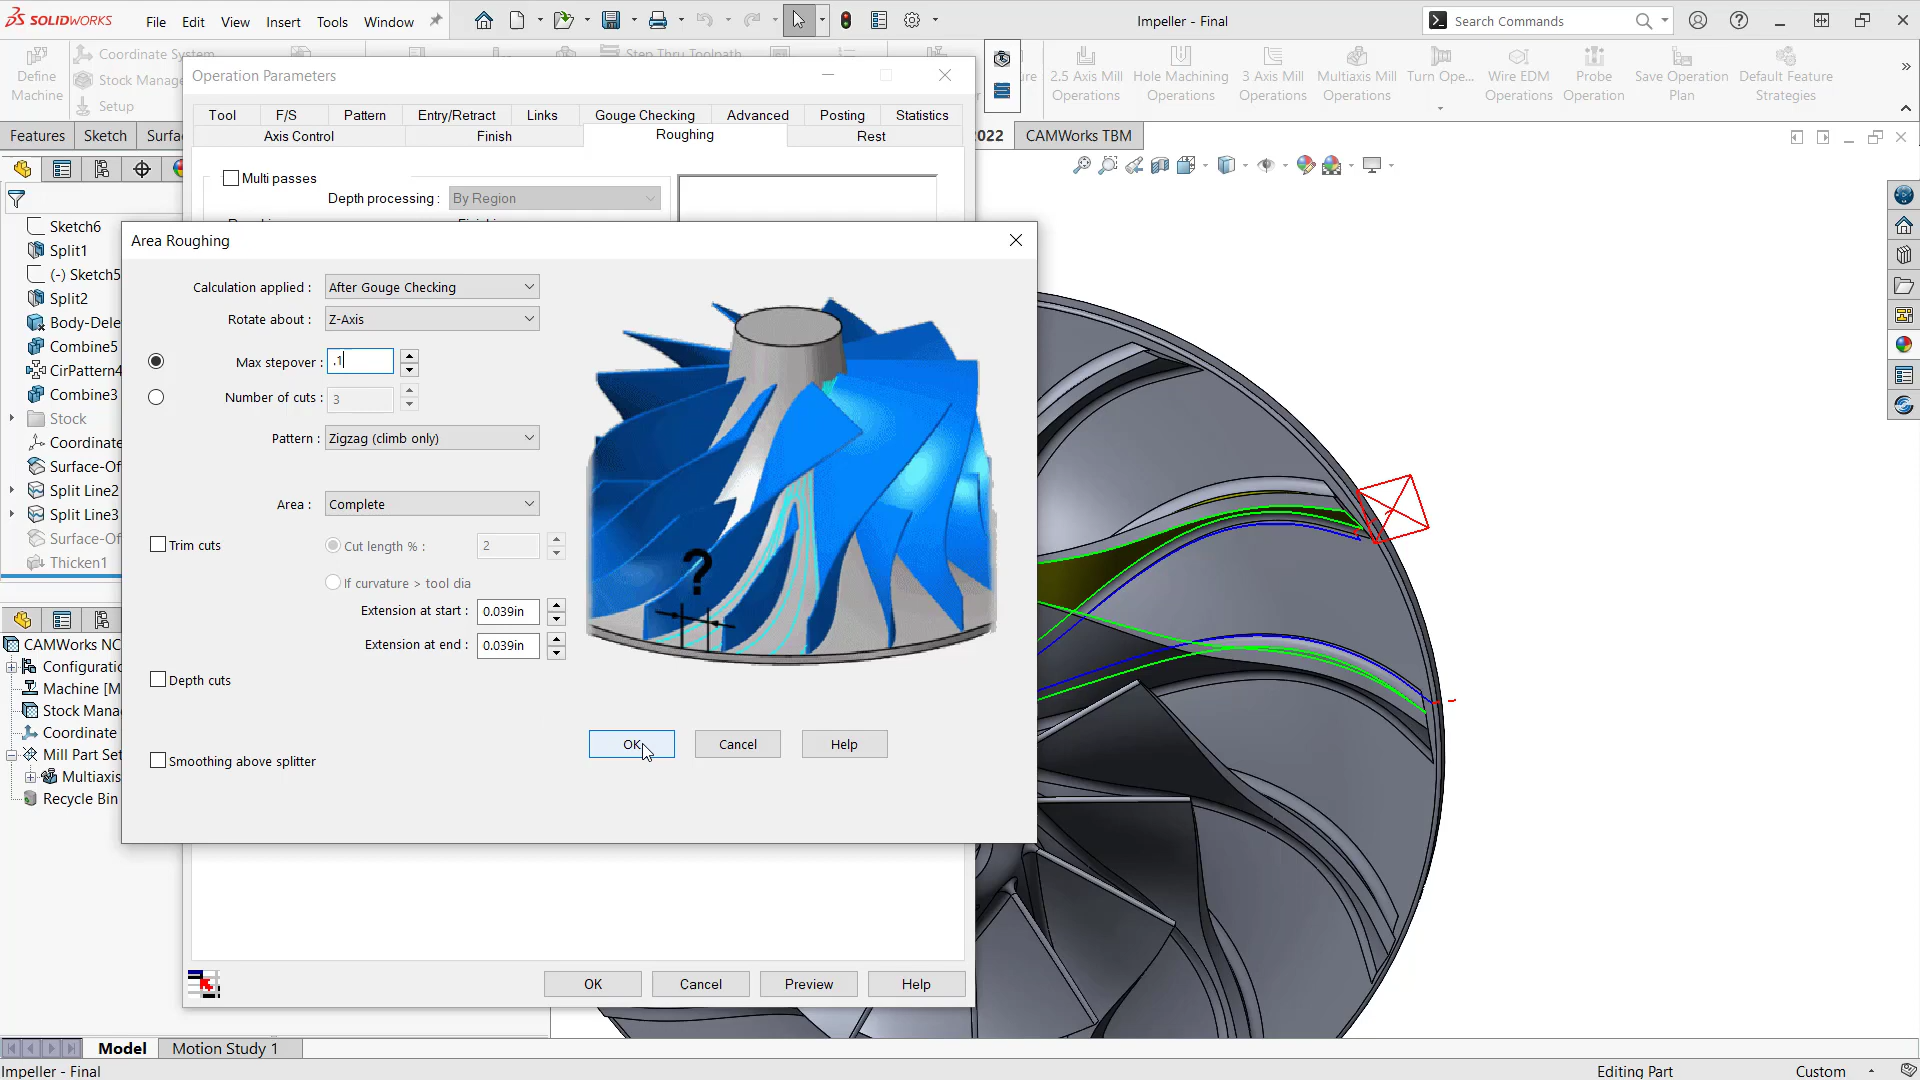 SOLIDWORKS
File Edit View Insert Tools Window
Impeller - Final
Search Commands
Define Machine
Coordinate System
Stock Manag
Setup
Step Thru Toolpath
2.5 Axis Mill Operations
Hole Machining Operations
3 Axis Mill Operations
Multiaxis Mill Operations
Turn Ope...
Wire EDM Operations
Probe Operation
Save Operation Plan
Default Feature Strategies
Features Sketch Surfac
2022 CAMWorks TBM
Operation Parameters
Tool F/S Pattern Entry/Retract Links Gouge Checking Advanced Posting Statistics
Axis Control Finish Roughing Rest
Multi passes
Depth processing : By Region
Area Roughing
Calculation applied : After Gouge Checking
Rotate about : Z-Axis
Max stepover : .1
Number of cuts : 3
Pattern : Zigzag (climb only)
Area : Complete
Trim cuts
Cut length % : 2
If curvature > tool dia
Extension at start : 0.039in
Extension at end : 0.039in
Depth cuts
Smoothing above splitter
?
OK Cancel Help
OK Cancel Preview Help
Sketch6
Split1
(-) Sketch5
Split2
Body-Dele
Combine5
CirPattern4
Combine3
Stock
Coordinate
Surface-Of
Split Line2
Split Line3
Surface-Of
Thicken1
CAMWorks NC
Configuratio
Machine [M
Stock Mana
Coordinate
Mill Part Set
Multiaxis
Recycle Bin
Model Motion Study 1
Impeller - Final
Editing Part
Custom